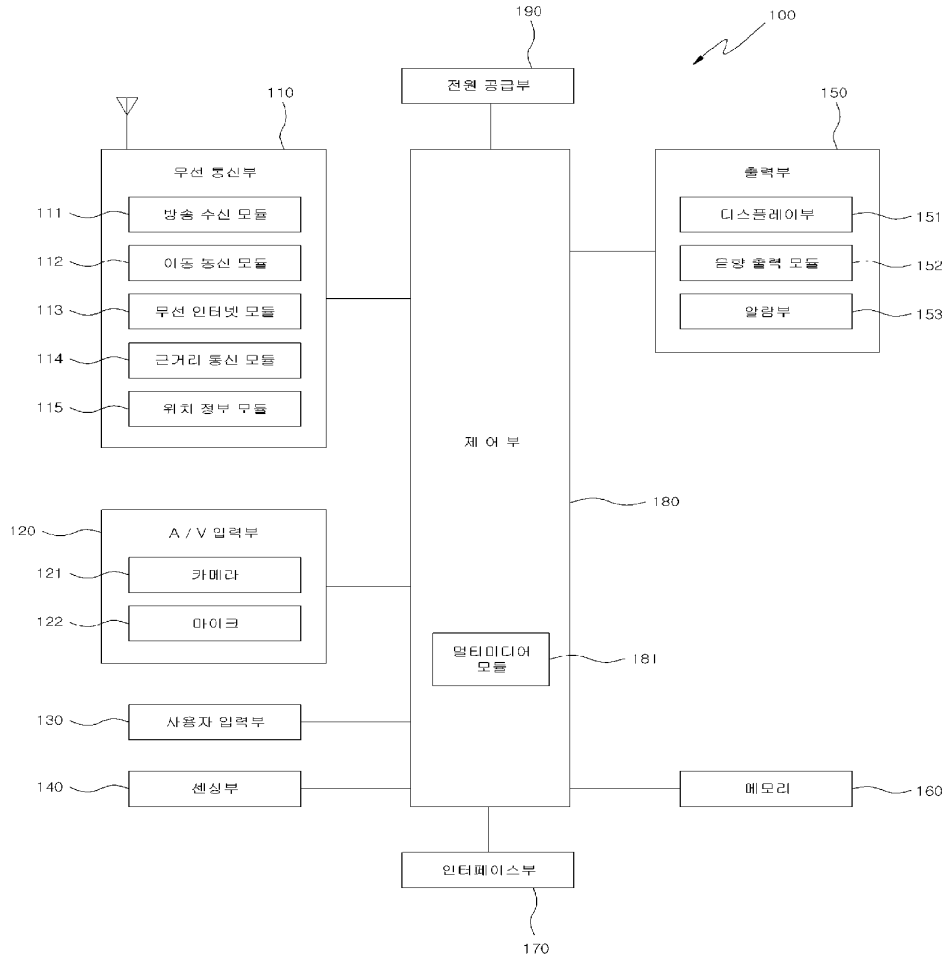 190
100
전원 공급부
110
150
무선 통신부
출력부
111
방송 수신 모듈
디스플레이부
151
112
이동 통신 모듈
음향 출력 모듈
152
113
무선 인터넷 모듈
알람부
153
114
근거리 통신 모듈
115
위치 정부 모듈
제 어 부
180
120
A / V 입력부
121
카메라
122
마이크
멀티미디어
모듈
181
130
사용자 입력부
140
센싱부
메모리
160
인터페이스부
170